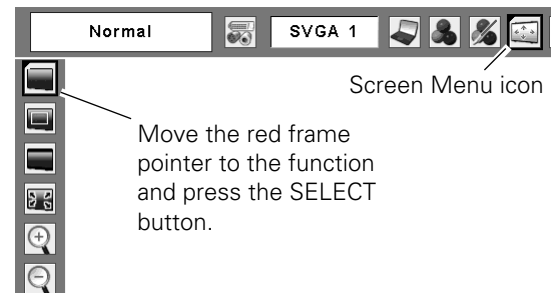 Normal
SVGA 1
Screen Menu icon
Move the red frame
pointer to the function
and press the SELECT
button.